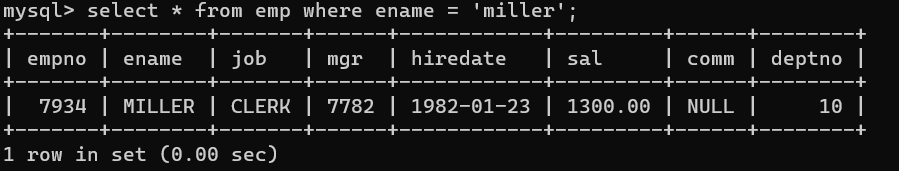 mysql> select * from emp where ename = 'miller';
+-------+--------+-------+------+------------+---------+------+--------+
| empno | ename  | job   | mgr  | hiredate   | sal     | comm | deptno |
+-------+--------+-------+------+------------+---------+------+--------+
|  7934 | MILLER | CLERK | 7782 | 1982-01-23 | 1300.00 | NULL |     10 |
+-------+--------+-------+------+------------+---------+------+--------+
1 row in set (0.00 sec)